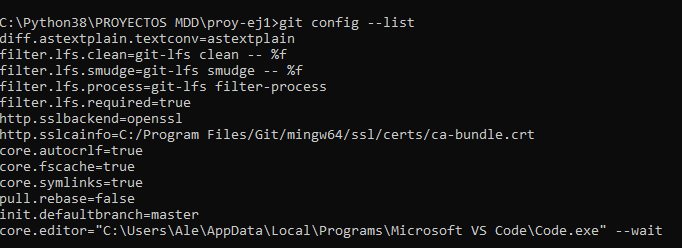 C:\Python38\PROYECTOS MDD\proy-ej1>git config --list
diff.astextplain.textconv=astextplain
filter.lfs.clean=git-lfs clean -- %f
filter.lfs.smudge=git-lfs smudge -- %f
filter.lfs.process=git-lfs filter-process
filter.lfs.required=true
http.sslbackend=openssl
http.sslcainfo=C:/Program Files/Git/mingw64/ssl/certs/ca-bundle.crt
core.autocrlf=true
core.fscache=true
core.symlinks=true
pull.rebase=false
init.defaultbranch=master
core.editor="C:\Users\Ale\AppData\Local\Programs\Microsoft VS Code\Code.exe" --wait